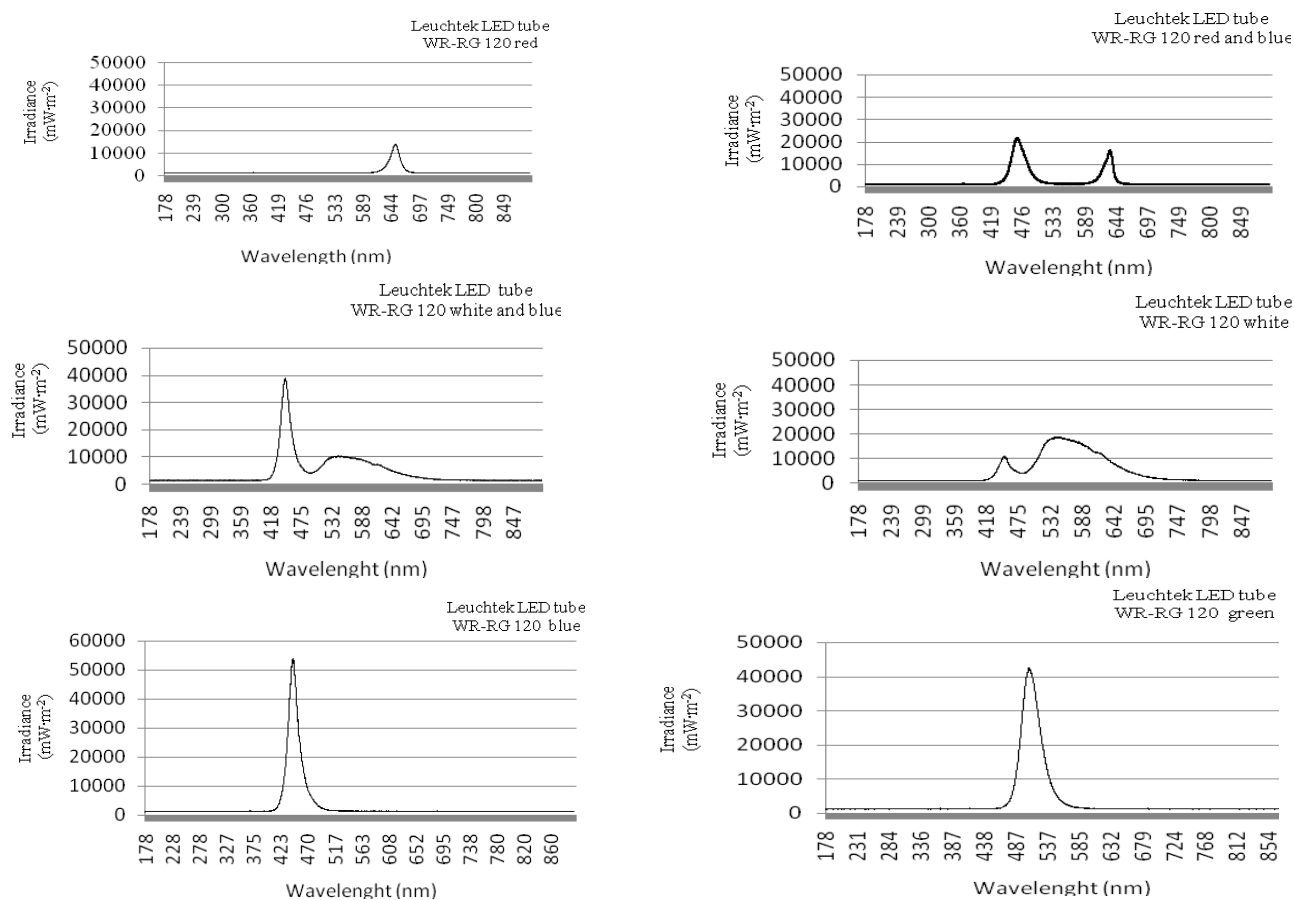 Leuchtek LED tube
WR-RG 120 red
Irradiance
(mW·m-2)
50000
40000
30000
20000
10000
0
178 239 300 360 419 476 533 589 644 697 749 800 849
Wavelength (nm)
Leuchtek LED tube
WR-RG 120 red and blue
Irradiance
(mW·m-2)
50000
40000
30000
20000
10000
0
178 239 300 360 419 476 533 589 644 697 749 800 849
Wavelenght (nm)
Leuchtek LED tube
WR-RG 120 white and blue
Irradiance
(mW·m-2)
50000
40000
30000
20000
10000
0
178 239 299 359 418 475 532 588 642 695 747 798 847
Wavelenght (nm)
Leuchtek LED tube
WR-RG 120 white
Irradiance
(mW·m-2)
50000
40000
30000
20000
10000
0
178 239 299 359 418 475 532 588 642 695 747 798 847
Wavelenght (nm)
Leuchtek LED tube
WR-RG 120 blue
Irradiance
(mW·m-2)
60000
50000
40000
30000
20000
10000
0
178 228 278 327 375 423 470 517 563 608 652 695 738 780 820 860
Wavelenght (nm)
Leuchtek LED tube
WR-RG 120 green
Irradiance
(mW·m-2)
50000
40000
30000
20000
10000
0
178 231 284 336 387 438 487 537 585 632 679 724 768 812 854
Wavelenght (nm)